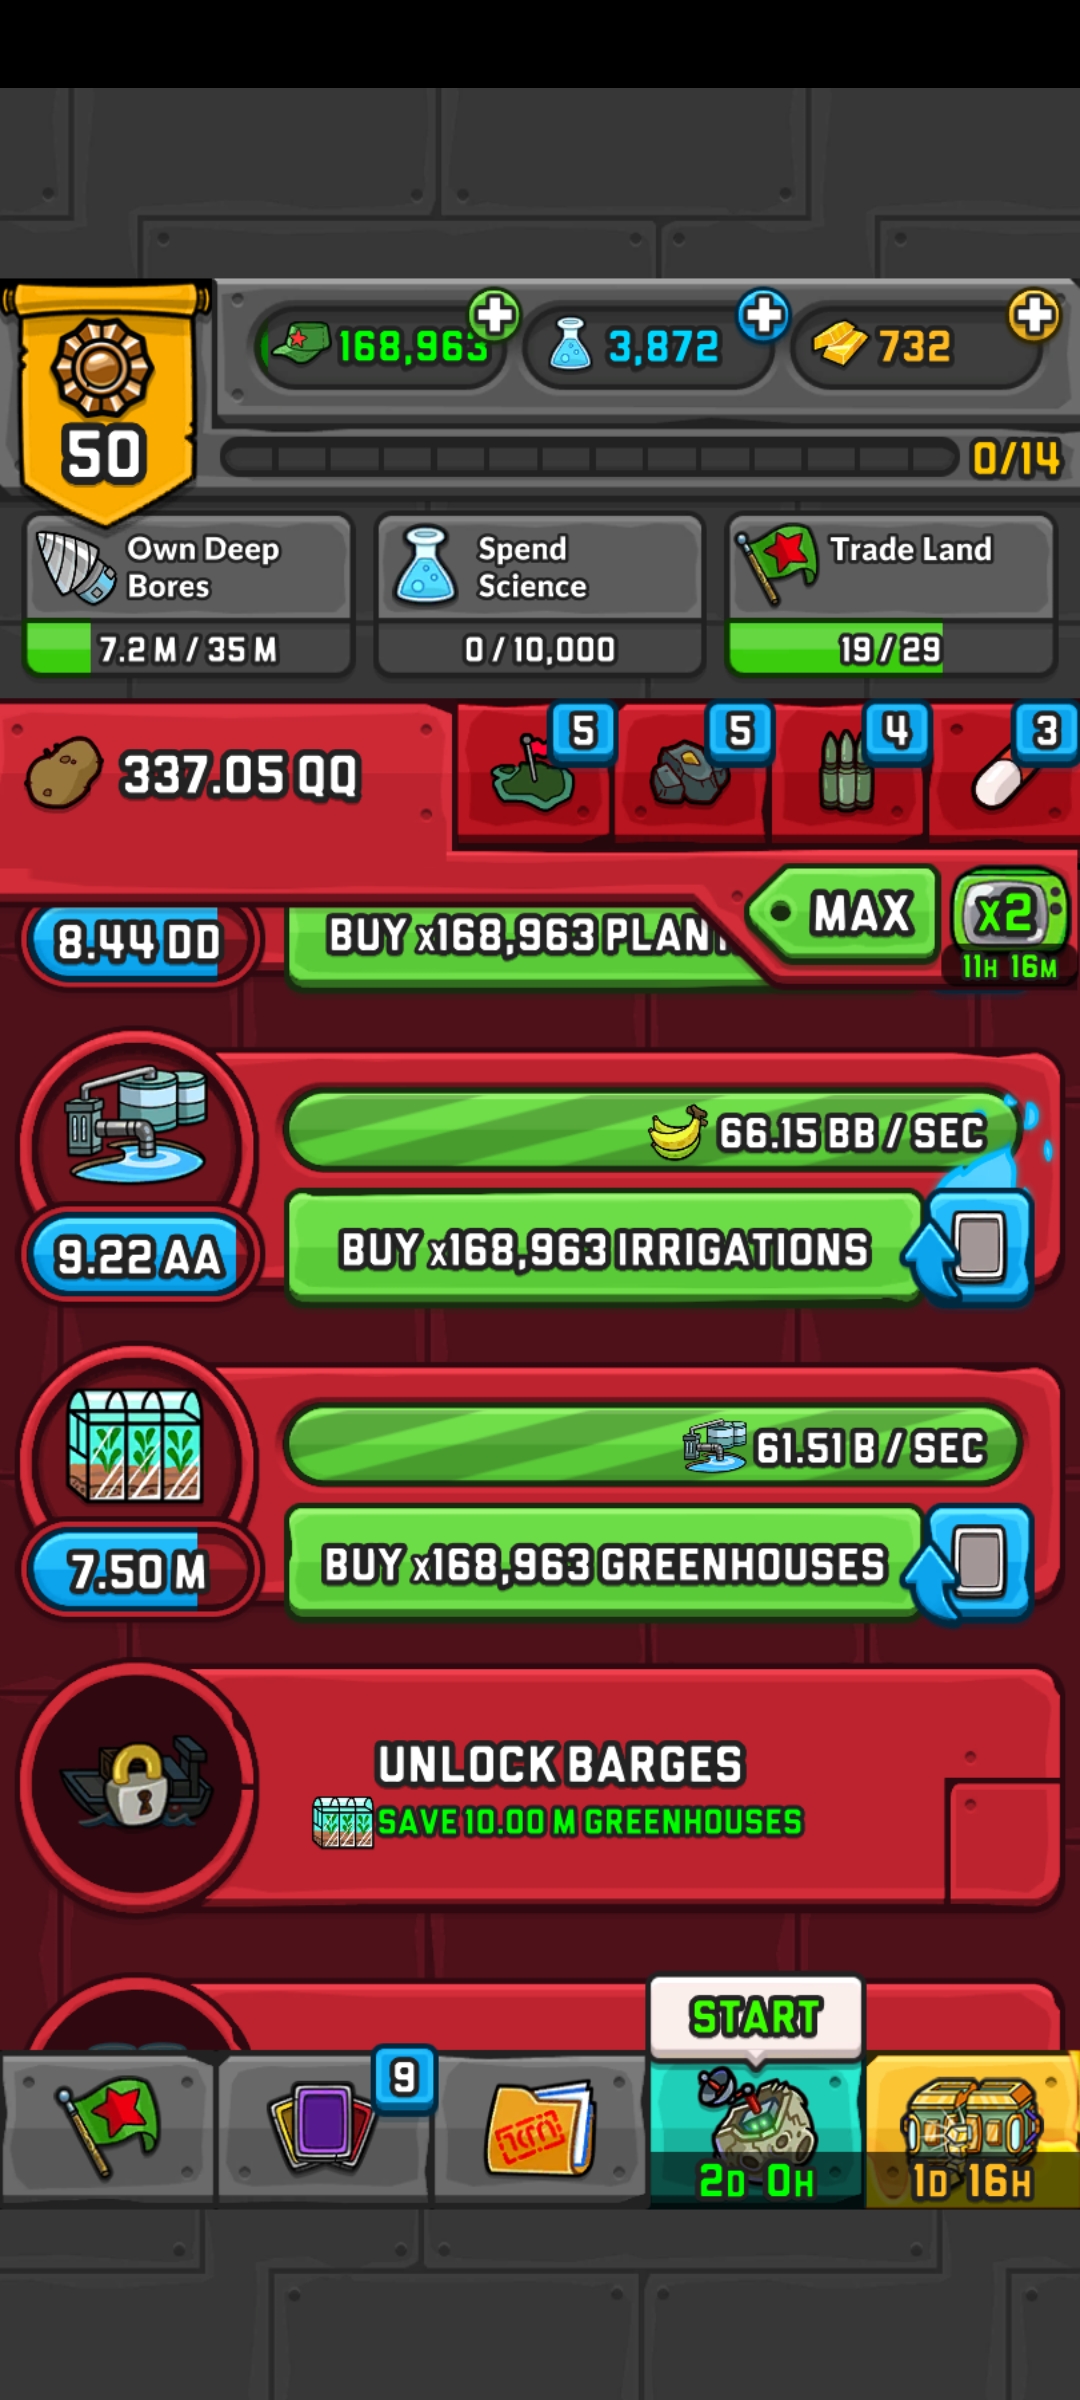 168,963
3,872
732
50
0/14
Own Deep
Bores
7.2 M / 35 M
Spend
Science
0 / 10,000
Trade Land
19 / 29
337.05 QQ
5
5
4
3
MAX
x2
11H 16M
8.44 DD
BUY x168,963
66.15 BB / SEC
9.22 AA
BUY x168,963 IRRIGATIONS
61.51 B / SEC
7.50 M
BUY x168,963 GREENHOUSES
UNLOCK BARGES
SAVE 10.00 M GREENHOUSES
START
9
2D 0H
1D 16H